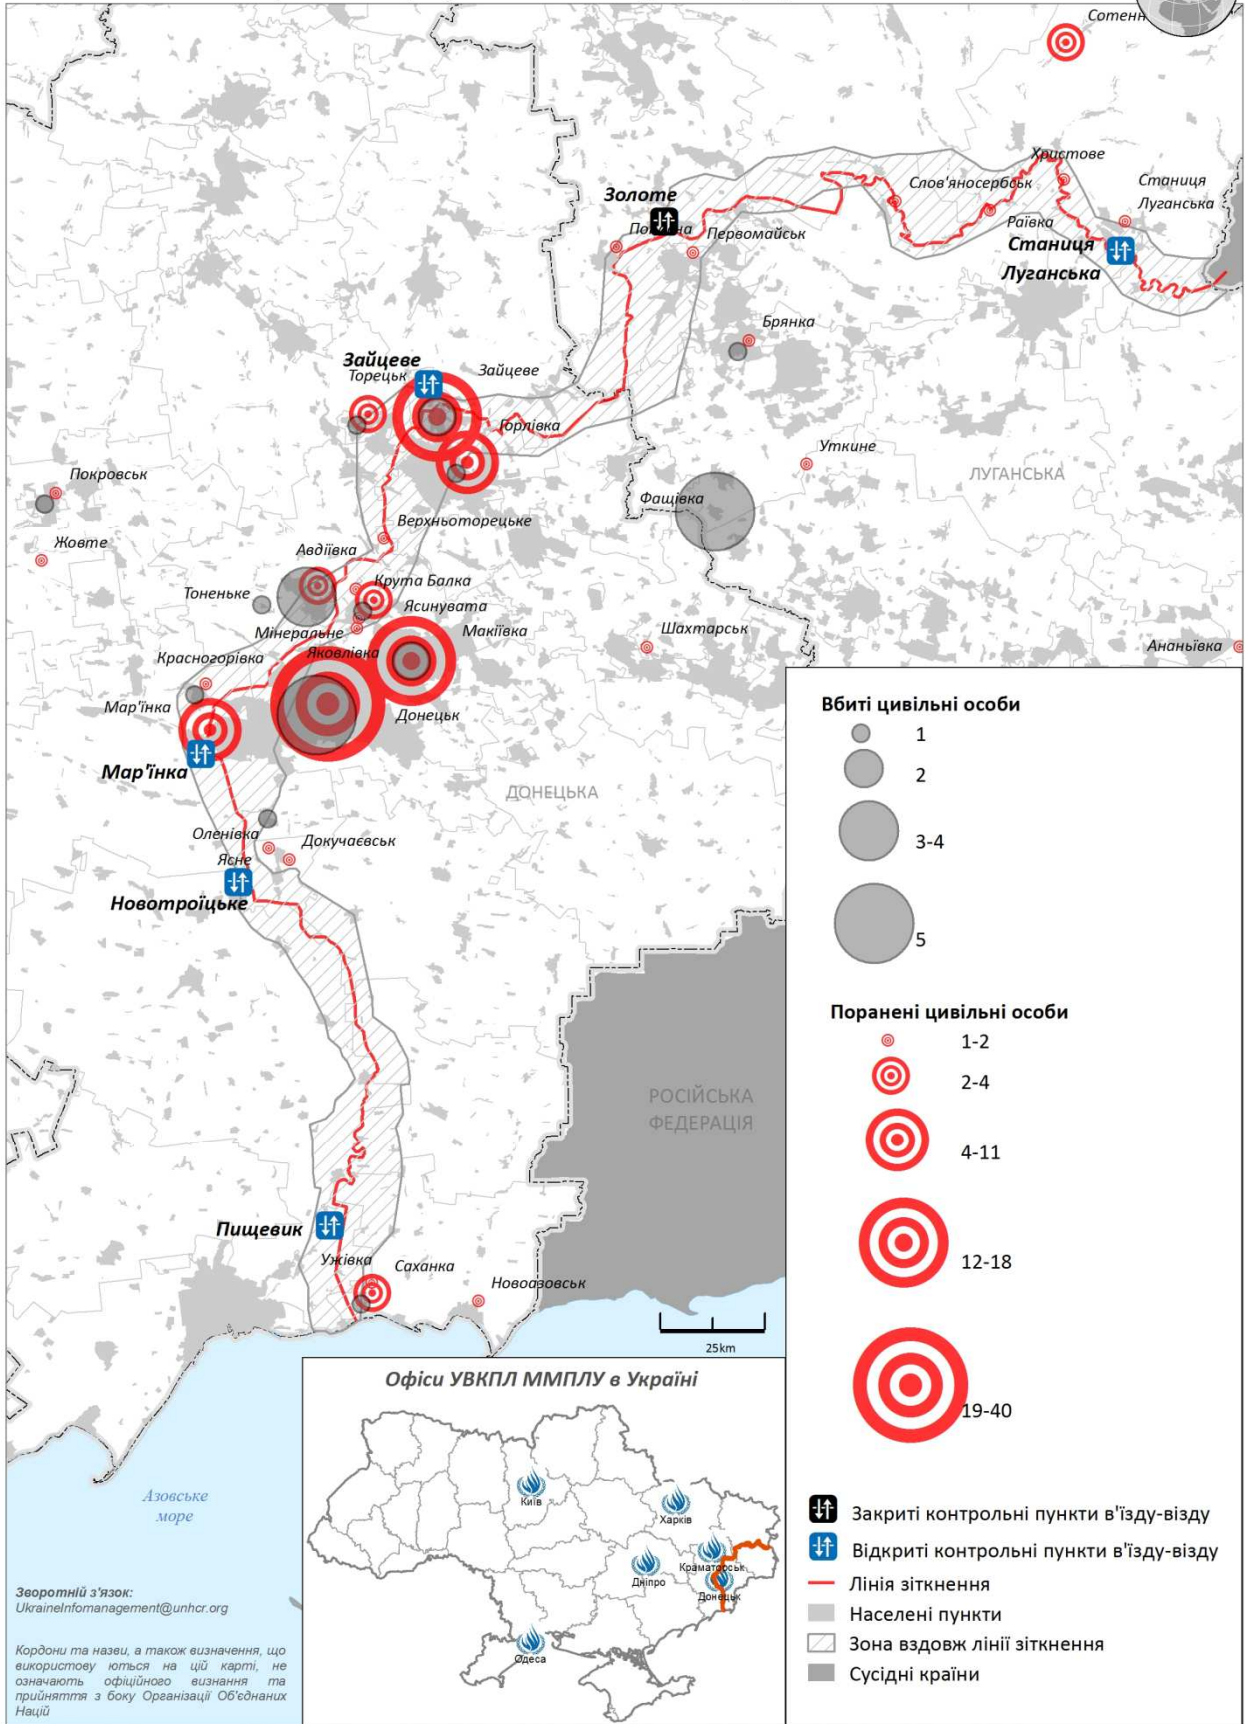 Сотенн
Христове
Слов'яносербськ
Станиця
Луганська
Золоте
Раївка
Первомайськ
Станиця
Луганська
Брянка
Зайцеве
Торецьк
Зайцеве
Горлівка
Уткине
ЛУГАНСЬКА
Покровськ
Фащівка
Верхньоторецьке
Жовте
Авдіївка
Крута Балка
Тоненьке
Ясинувата
Мінеральне
Макіївка
Шахтарськ
Ананьївка
Красногорівка
Яковлівка
Мар'їнка
Донецьк
Мар'їнка
ДОНЕЦЬКА
Оленівка
Докучаєвськ
Ясне
Новотроїцьке
РОСІЙСЬКА
ФЕДЕРАЦІЯ
Пищевик
Ужівка
Саханка
Новоазовськ
25km
Азовське
море
Вбиті цивільні особи
1
2
3-4
5
Поранені цивільні особи
1-2
2-4
4-11
12-18
19-40
Закриті контрольні пункти в'їзду-візду
Відкриті контрольні пункти в'їзду-візду
Лінія зіткнення
Населені пункти
Зона вздовж лінії зіткнення
Сусідні країни
Офіси УВКПЛ ММПЛУ в Україні
Київ
Харків
Краматорськ
Дніпро
Донецьк
Одеса
Зворотній з'язок:
UkraineInfomanagement@unhcr.org
Кордони та назви, а також визначення, що
використову ються на цій карті, не
означають офіційного визнання та
прийняття з боку Організації Об'єднаних
Націй